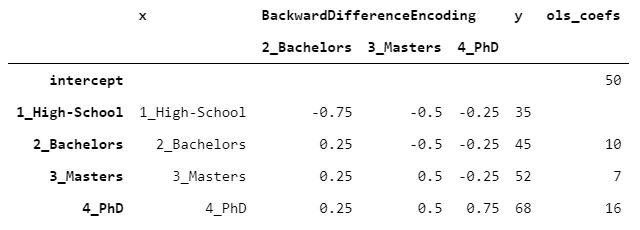 x BackwardDifferenceEncoding y ols_coefs
2_Bachelors 3_Masters 4_PhD
intercept 50
1_High-School 1_High-School -0.75 -0.5 -0.25 35
2_Bachelors 2_Bachelors 0.25 -0.5 -0.25 45 10
3_Masters 3_Masters 0.25 0.5 -0.25 52 7
4_PhD 4_PhD 0.25 0.5 0.75 68 16